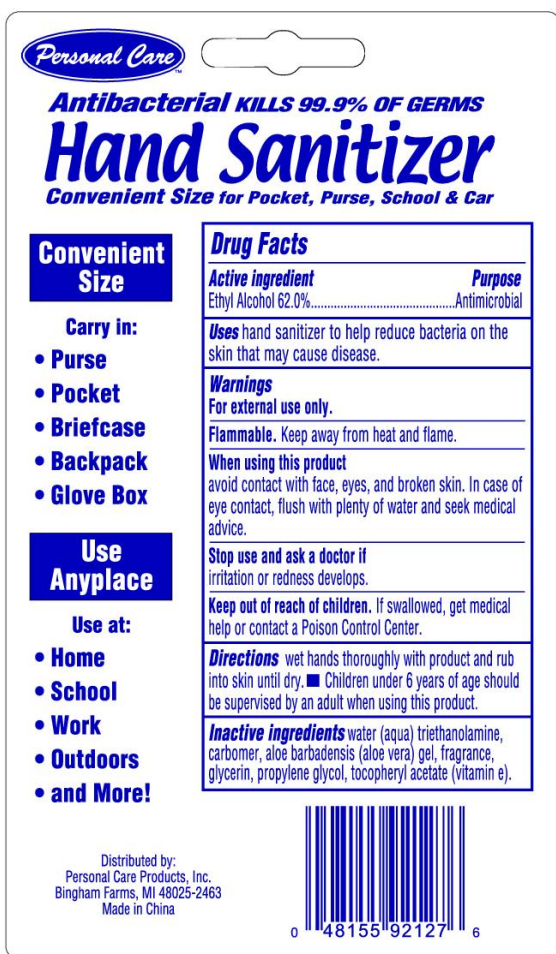 Personal Care™
Antibacterial KILLS 99.9% OF GERMS
Hand Sanitizer
Convenient Size for Pocket, Purse, School & Car
Convenient
Size
Carry in:
• Purse
• Pocket
• Briefcase
• Backpack
• Glove Box
Use
Anyplace
Use at:
• Home
• School
• Work
• Outdoors
• and More!
Drug Facts
Active ingredient Purpose
Ethyl Alcohol 62.0%............................................Antimicrobial
Uses hand sanitizer to help reduce bacteria on the
skin that may cause disease.
Warnings
For external use only.
Flammable. Keep away from heat and flame.
When using this product
avoid contact with face, eyes, and broken skin. In case of
eye contact, flush with plenty of water and seek medical
advice.
Stop use and ask a doctor if
irritation or redness develops.
Keep out of reach of children. If swallowed, get medical
help or contact a Poison Control Center.
Directions wet hands thoroughly with product and rub
into skin until dry. ■ Children under 6 years of age should
be supervised by an adult when using this product.
Inactive ingredients water (aqua) triethanolamine,
carbomer, aloe barbadensis (aloe vera) gel, fragrance,
glycerin, propylene glycol, tocopheryl acetate (vitamin e).
Distributed by:
Personal Care Products, Inc.
Bingham Farms, MI 48025-2463
Made in China
0 48155 92127 6